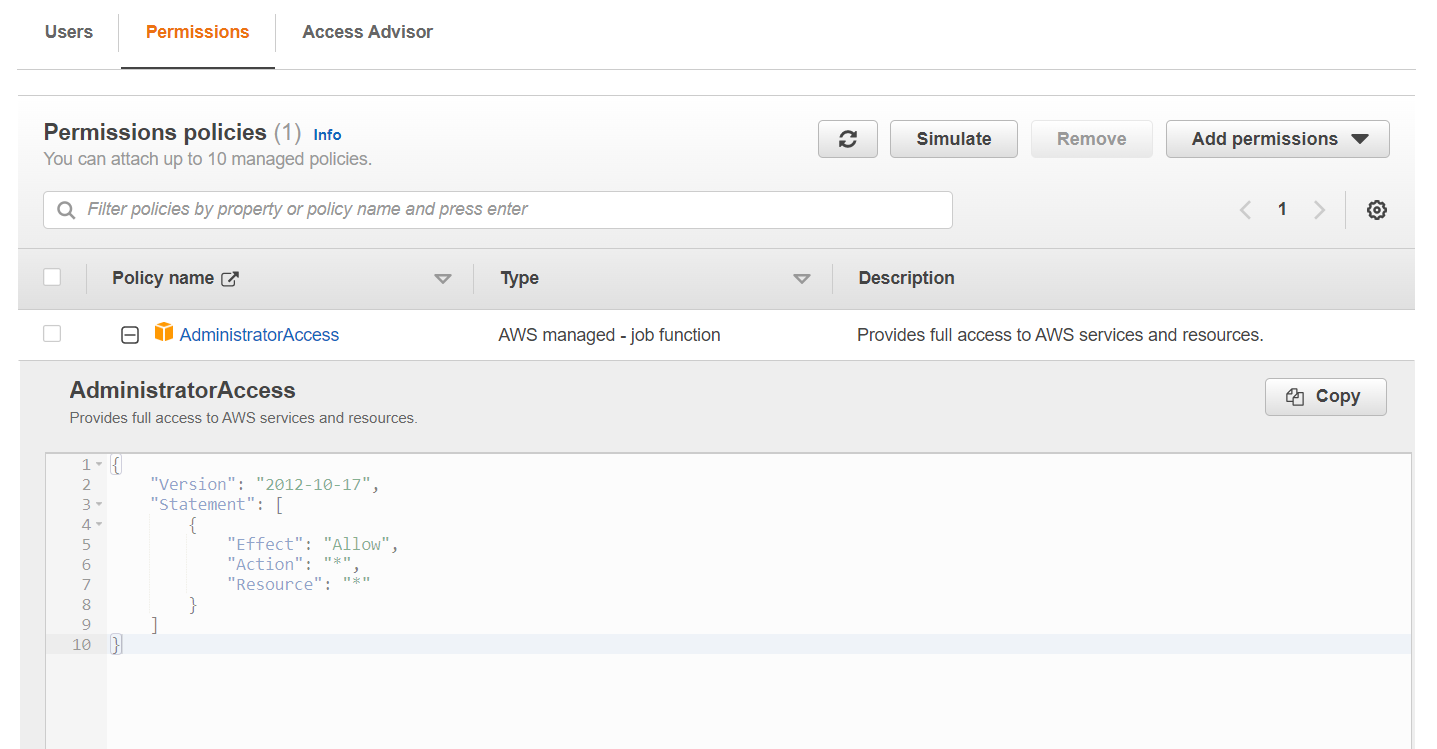 Users Permissions Access Advisor
Permissions policies (1) Info
You can attach up to 10 managed policies.
Simulate Remove Add permissions
Filter policies by property or policy name and press enter
1
Policy name Type Description
AdministratorAccess AWS managed - job function Provides full access to AWS services and resources.
AdministratorAccess
Provides full access to AWS services and resources.
Copy
1 {
2     "Version": "2012-10-17",
3     "Statement": [
4         {
5             "Effect": "Allow",
6             "Action": "*",
7             "Resource": "*"
8         }
9     ]
10 }